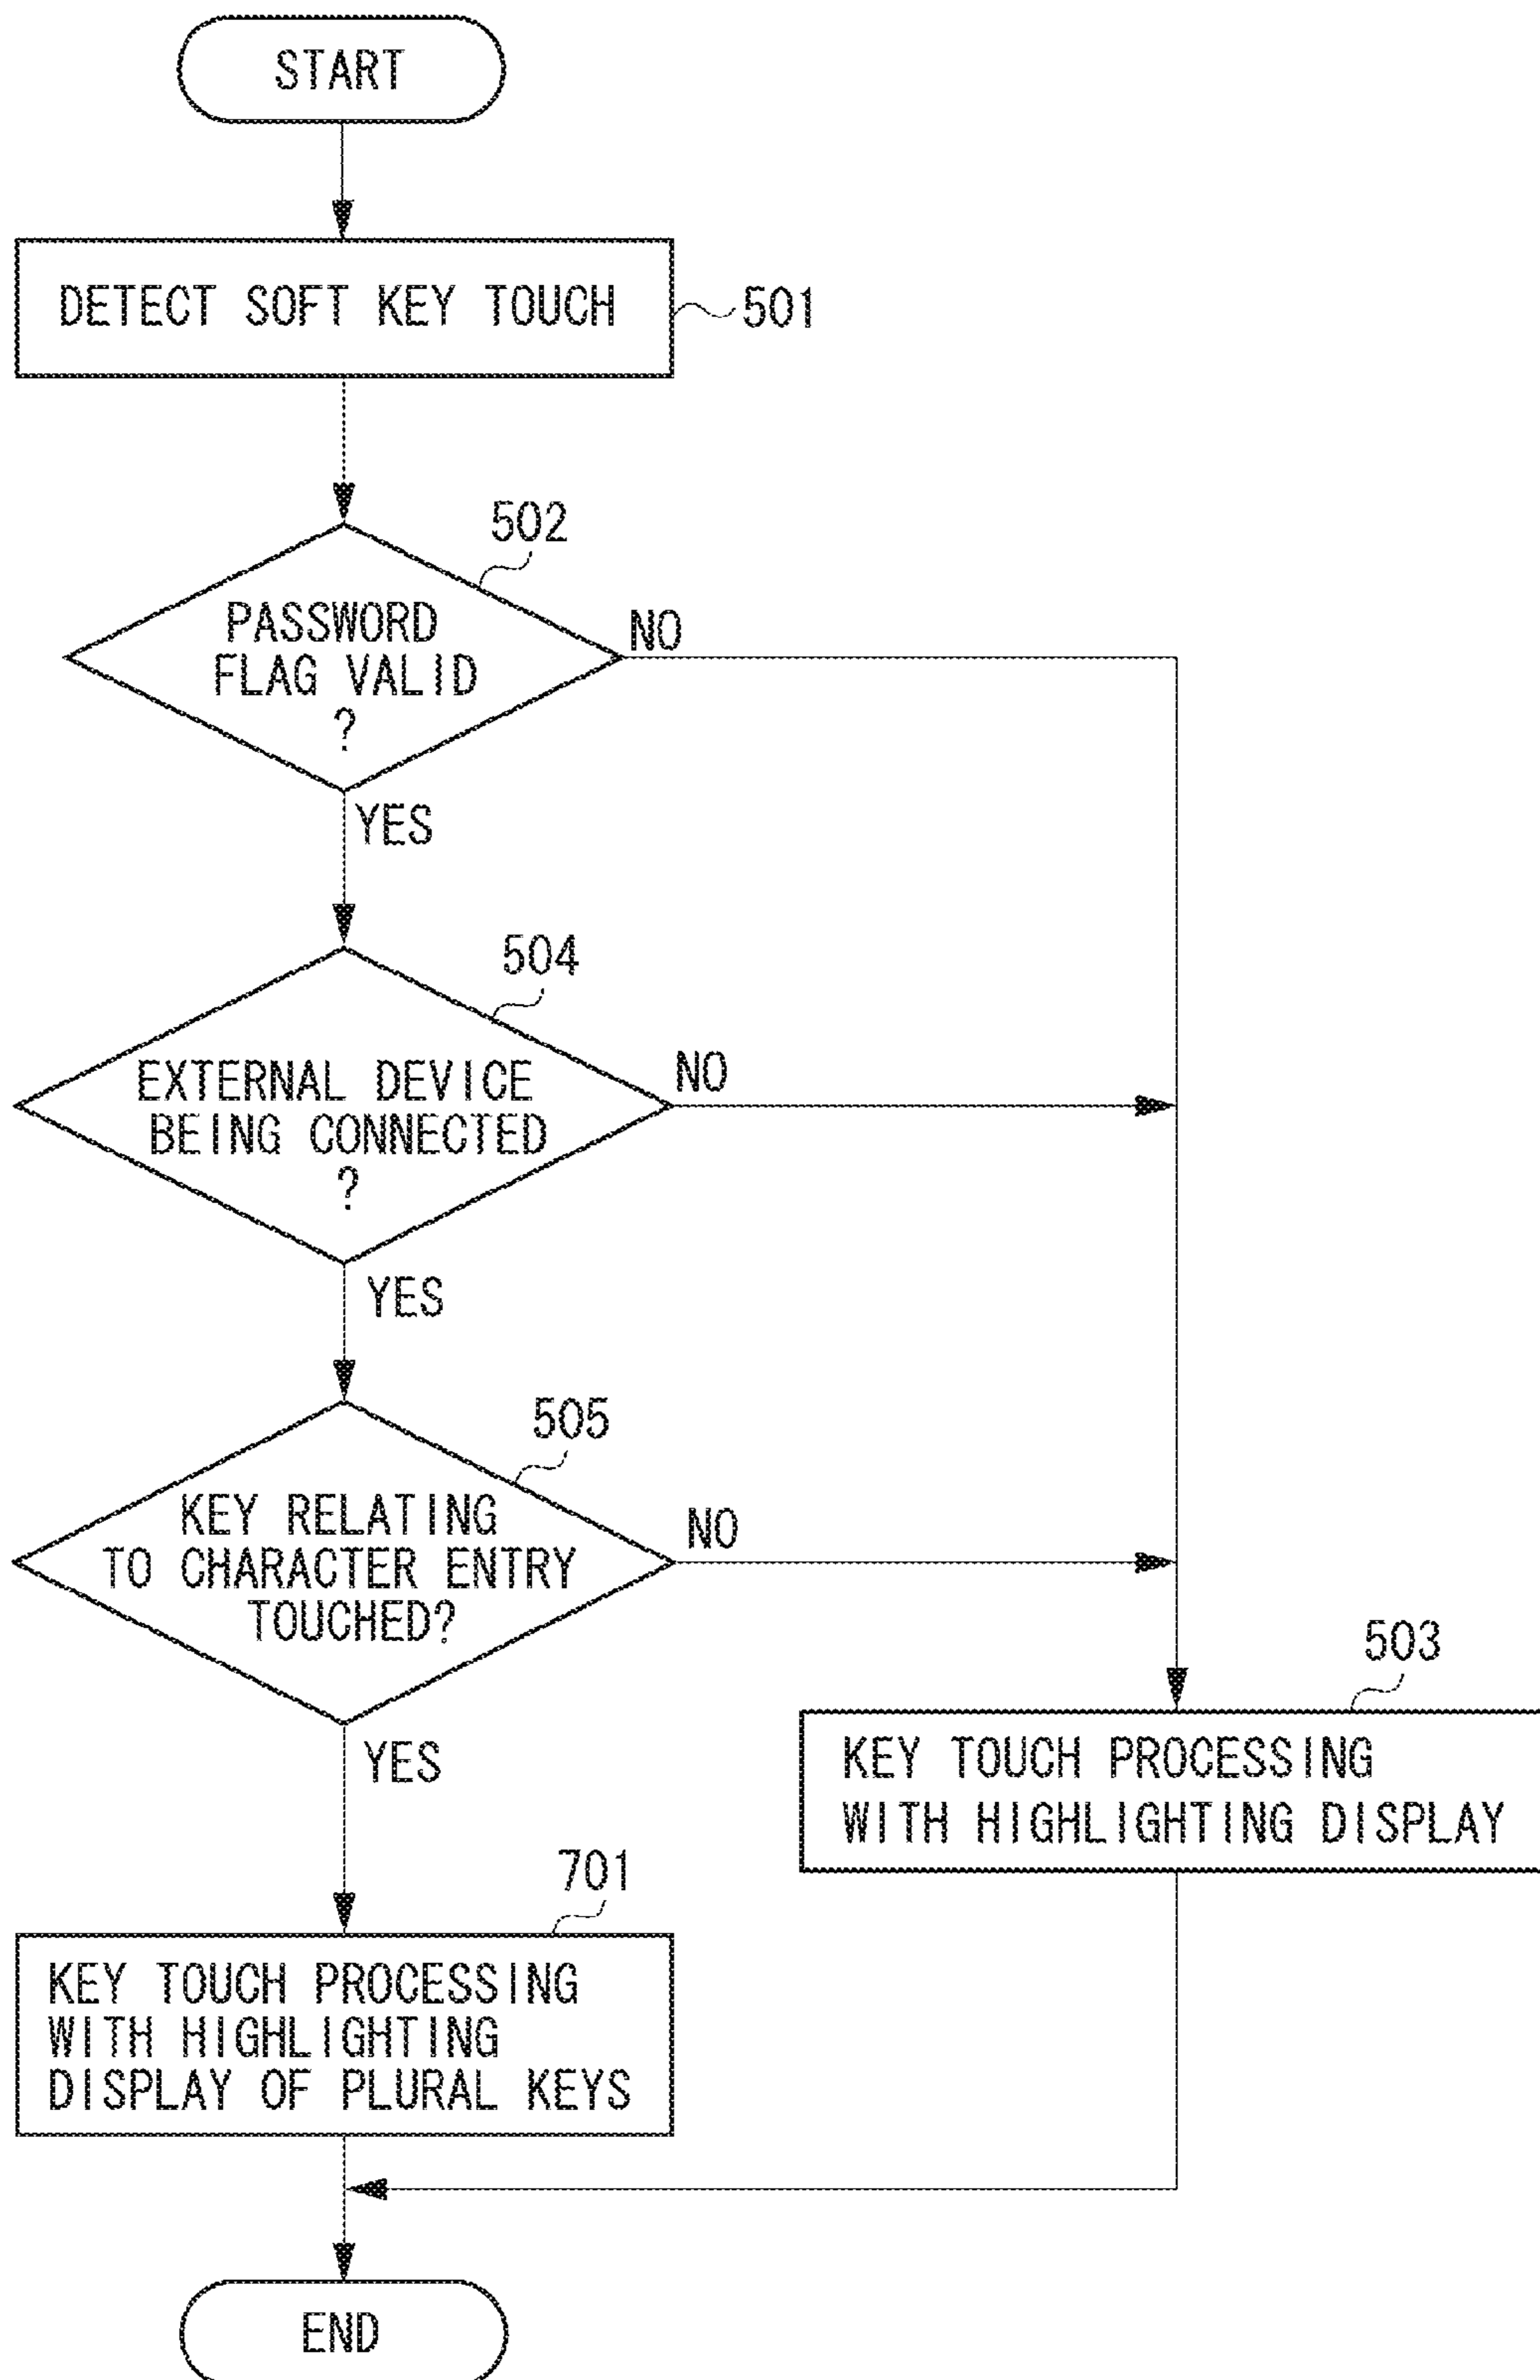 START
DETECT SOFT KEY TOUCH
501
502
PASSWORD
FLAG VALID
?
NO
YES
504
EXTERNAL DEVICE
BEING CONNECTED
?
NO
YES
505
KEY RELATING
TO CHARACTER ENTRY
TOUCHED?
NO
YES
503
KEY TOUCH PROCESSING
WITH HIGHLIGHTING DISPLAY
701
KEY TOUCH PROCESSING
WITH HIGHLIGHTING
DISPLAY OF PLURAL KEYS
END